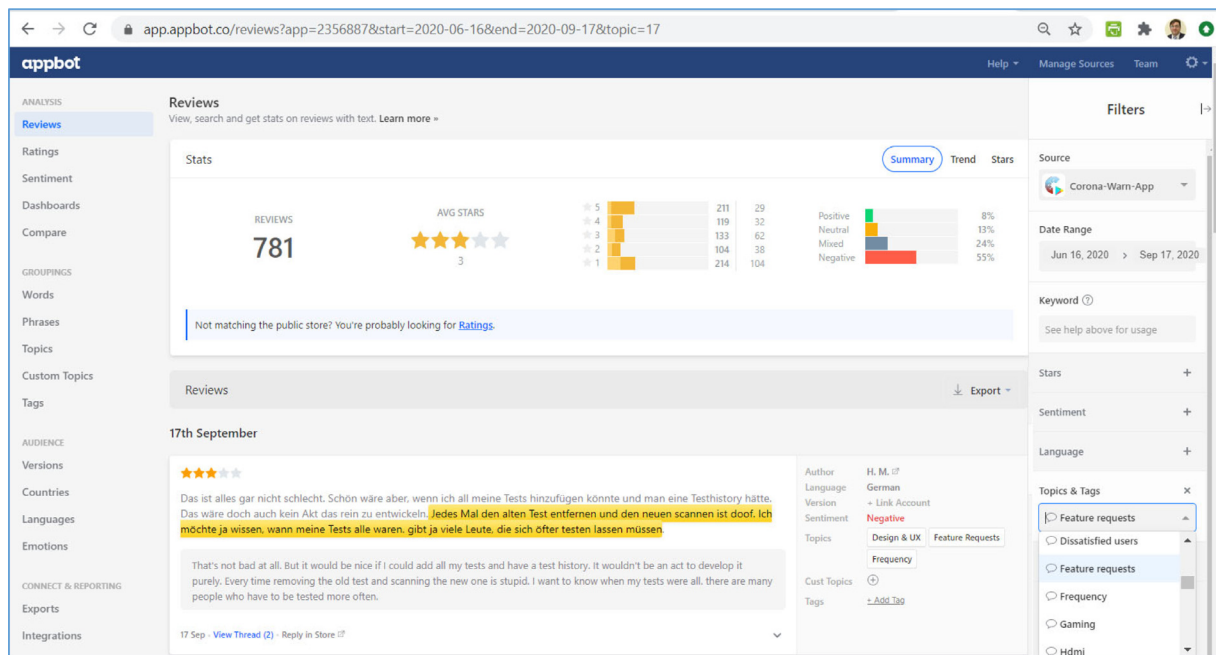 app.appbot.co/reviews?app=2356887&start=2020-06-16&end=2020-09-17&topic=17
appbot
Help
Manage Sources
Team
ANALYSIS
Reviews
Ratings
Sentiment
Dashboards
Compare
GROUPINGS
Words
Phrases
Topics
Custom Topics
Tags
AUDIENCE
Versions
Countries
Languages
Emotions
CONNECT & REPORTING
Exports
Integrations
Reviews
View, search and get stats on reviews with text. Learn more »
Stats
Summary
Trend
Stars
REVIEWS
781
AVG STARS
3
5 211 29
4 119 32
3 133 62
2 104 38
1 214 104
Positive 8%
Neutral 13%
Mixed 24%
Negative 55%
Not matching the public store? You're probably looking for Ratings.
Reviews
Export
17th September
Das ist alles gar nicht schlecht. Schön wäre aber, wenn ich all meine Tests hinzufügen könnte und man eine Testhistory hätte.
Das wäre doch auch kein Akt das rein zu entwickeln. Jedes Mal den alten Test entfernen und den neuen scannen ist doof. Ich
möchte ja wissen, wann meine Tests alle waren. gibt ja viele Leute, die sich öfter testen lassen müssen.
That's not bad at all. But it would be nice if I could add all my tests and have a test history. It wouldn't be an act to develop it
purely. Every time removing the old test and scanning the new one is stupid. I want to know when my tests were all. there are many
people who have to be tested more often.
17 Sep · View Thread (2) · Reply in Store
Author H. M.
Language German
Version + Link Account
Sentiment Negative
Topics Design & UX Feature Requests
Frequency
Cust Topics
Tags + Add Tag
Filters
Source
Corona-Warn-App
Date Range
Jun 16, 2020 > Sep 17, 2020
Keyword
See help above for usage
Stars +
Sentiment +
Language +
Topics & Tags ×
Feature requests
Dissatisfied users
Feature requests
Frequency
Gaming
Hdmi